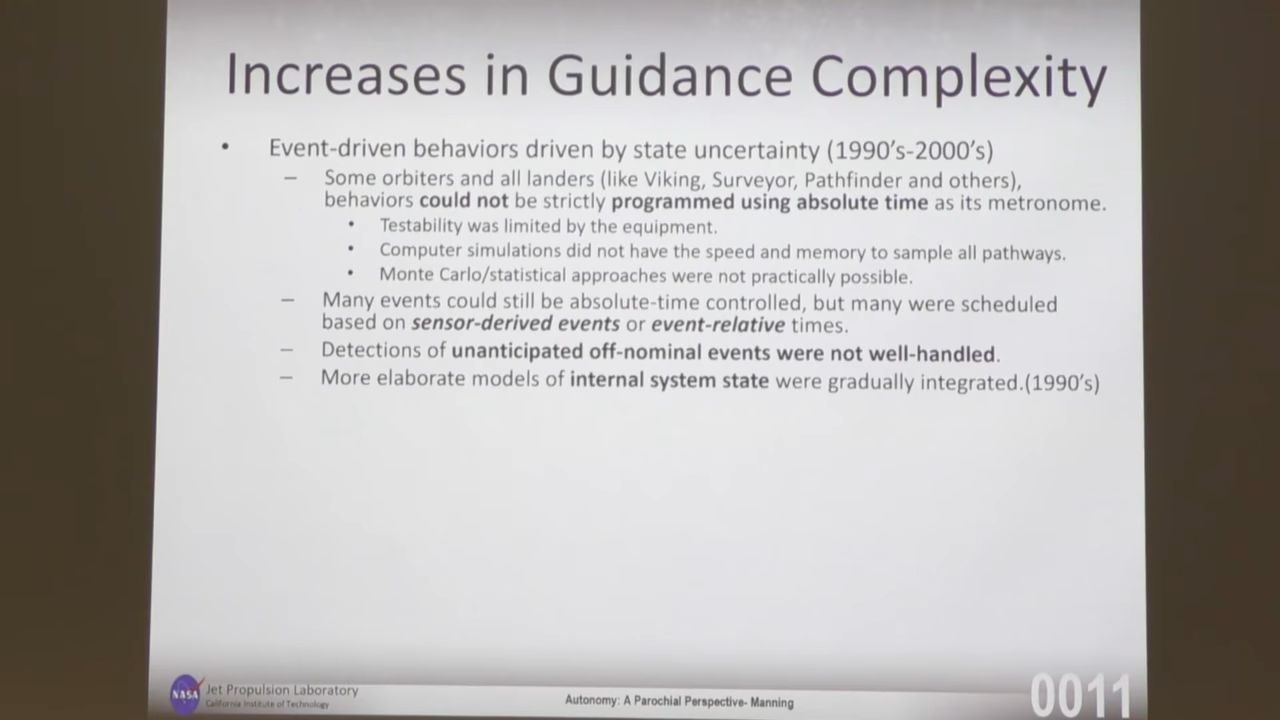 Increases in Guidance Complexity
• Event-driven behaviors driven by state uncertainty (1990's-2000's)
– Some orbiters and all landers (like Viking, Surveyor, Pathfinder and others),
behaviors could not be strictly programmed using absolute time as its metronome.
• Testability was limited by the equipment.
• Computer simulations did not have the speed and memory to sample all pathways.
• Monte Carlo/statistical approaches were not practically possible.
– Many events could still be absolute-time controlled, but many were scheduled
based on sensor-derived events or event-relative times.
– Detections of unanticipated off-nominal events were not well-handled.
– More elaborate models of internal system state were gradually integrated.(1990's)
NASA
Jet Propulsion Laboratory
California Institute of Technology
Autonomy: A Parochial Perspective- Manning
0011